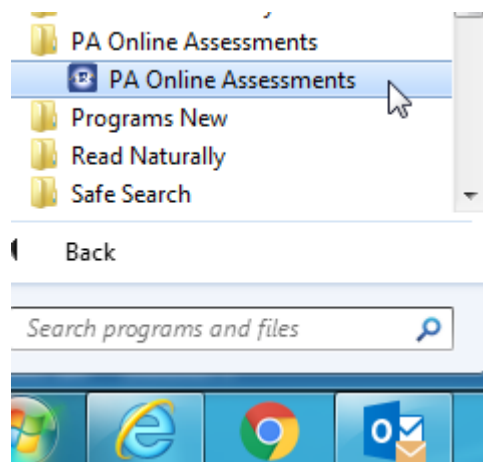 PA Online Assessments
PA Online Assessments
Programs New
Read Naturally
Safe Search
Back
Search programs and files